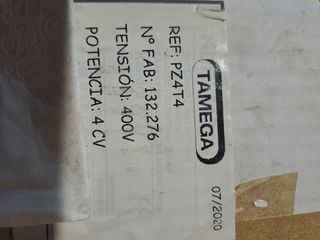 TAMEGA
REF: PZ4T4
Nº FAB: 132.276
TENSIÓN: 400V
POTENCIA: 4 CV
07/2020